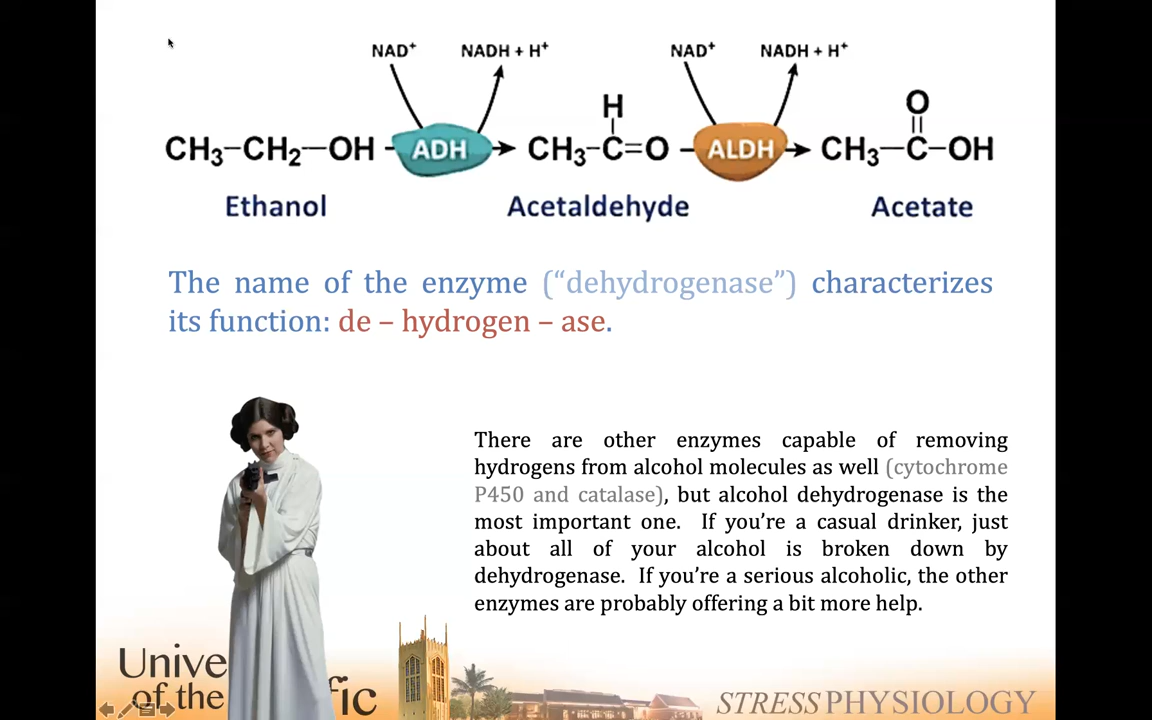 NAD⁺ NADH + H⁺ NAD⁺ NADH + H⁺
H O
CH₃–CH₂–OH ADH CH₃–C=O ALDH CH₃–C–OH
Ethanol Acetaldehyde Acetate
The name of the enzyme (“dehydrogenase”) characterizes
its function: de – hydrogen – ase.
There are other enzymes capable of removing
hydrogens from alcohol molecules as well (cytochrome
P450 and catalase), but alcohol dehydrogenase is the
most important one. If you’re a casual drinker, just
about all of your alcohol is broken down by
dehydrogenase. If you’re a serious alcoholic, the other
enzymes are probably offering a bit more help.
Unive
of the fic
STRESSPHYSIOLOGY